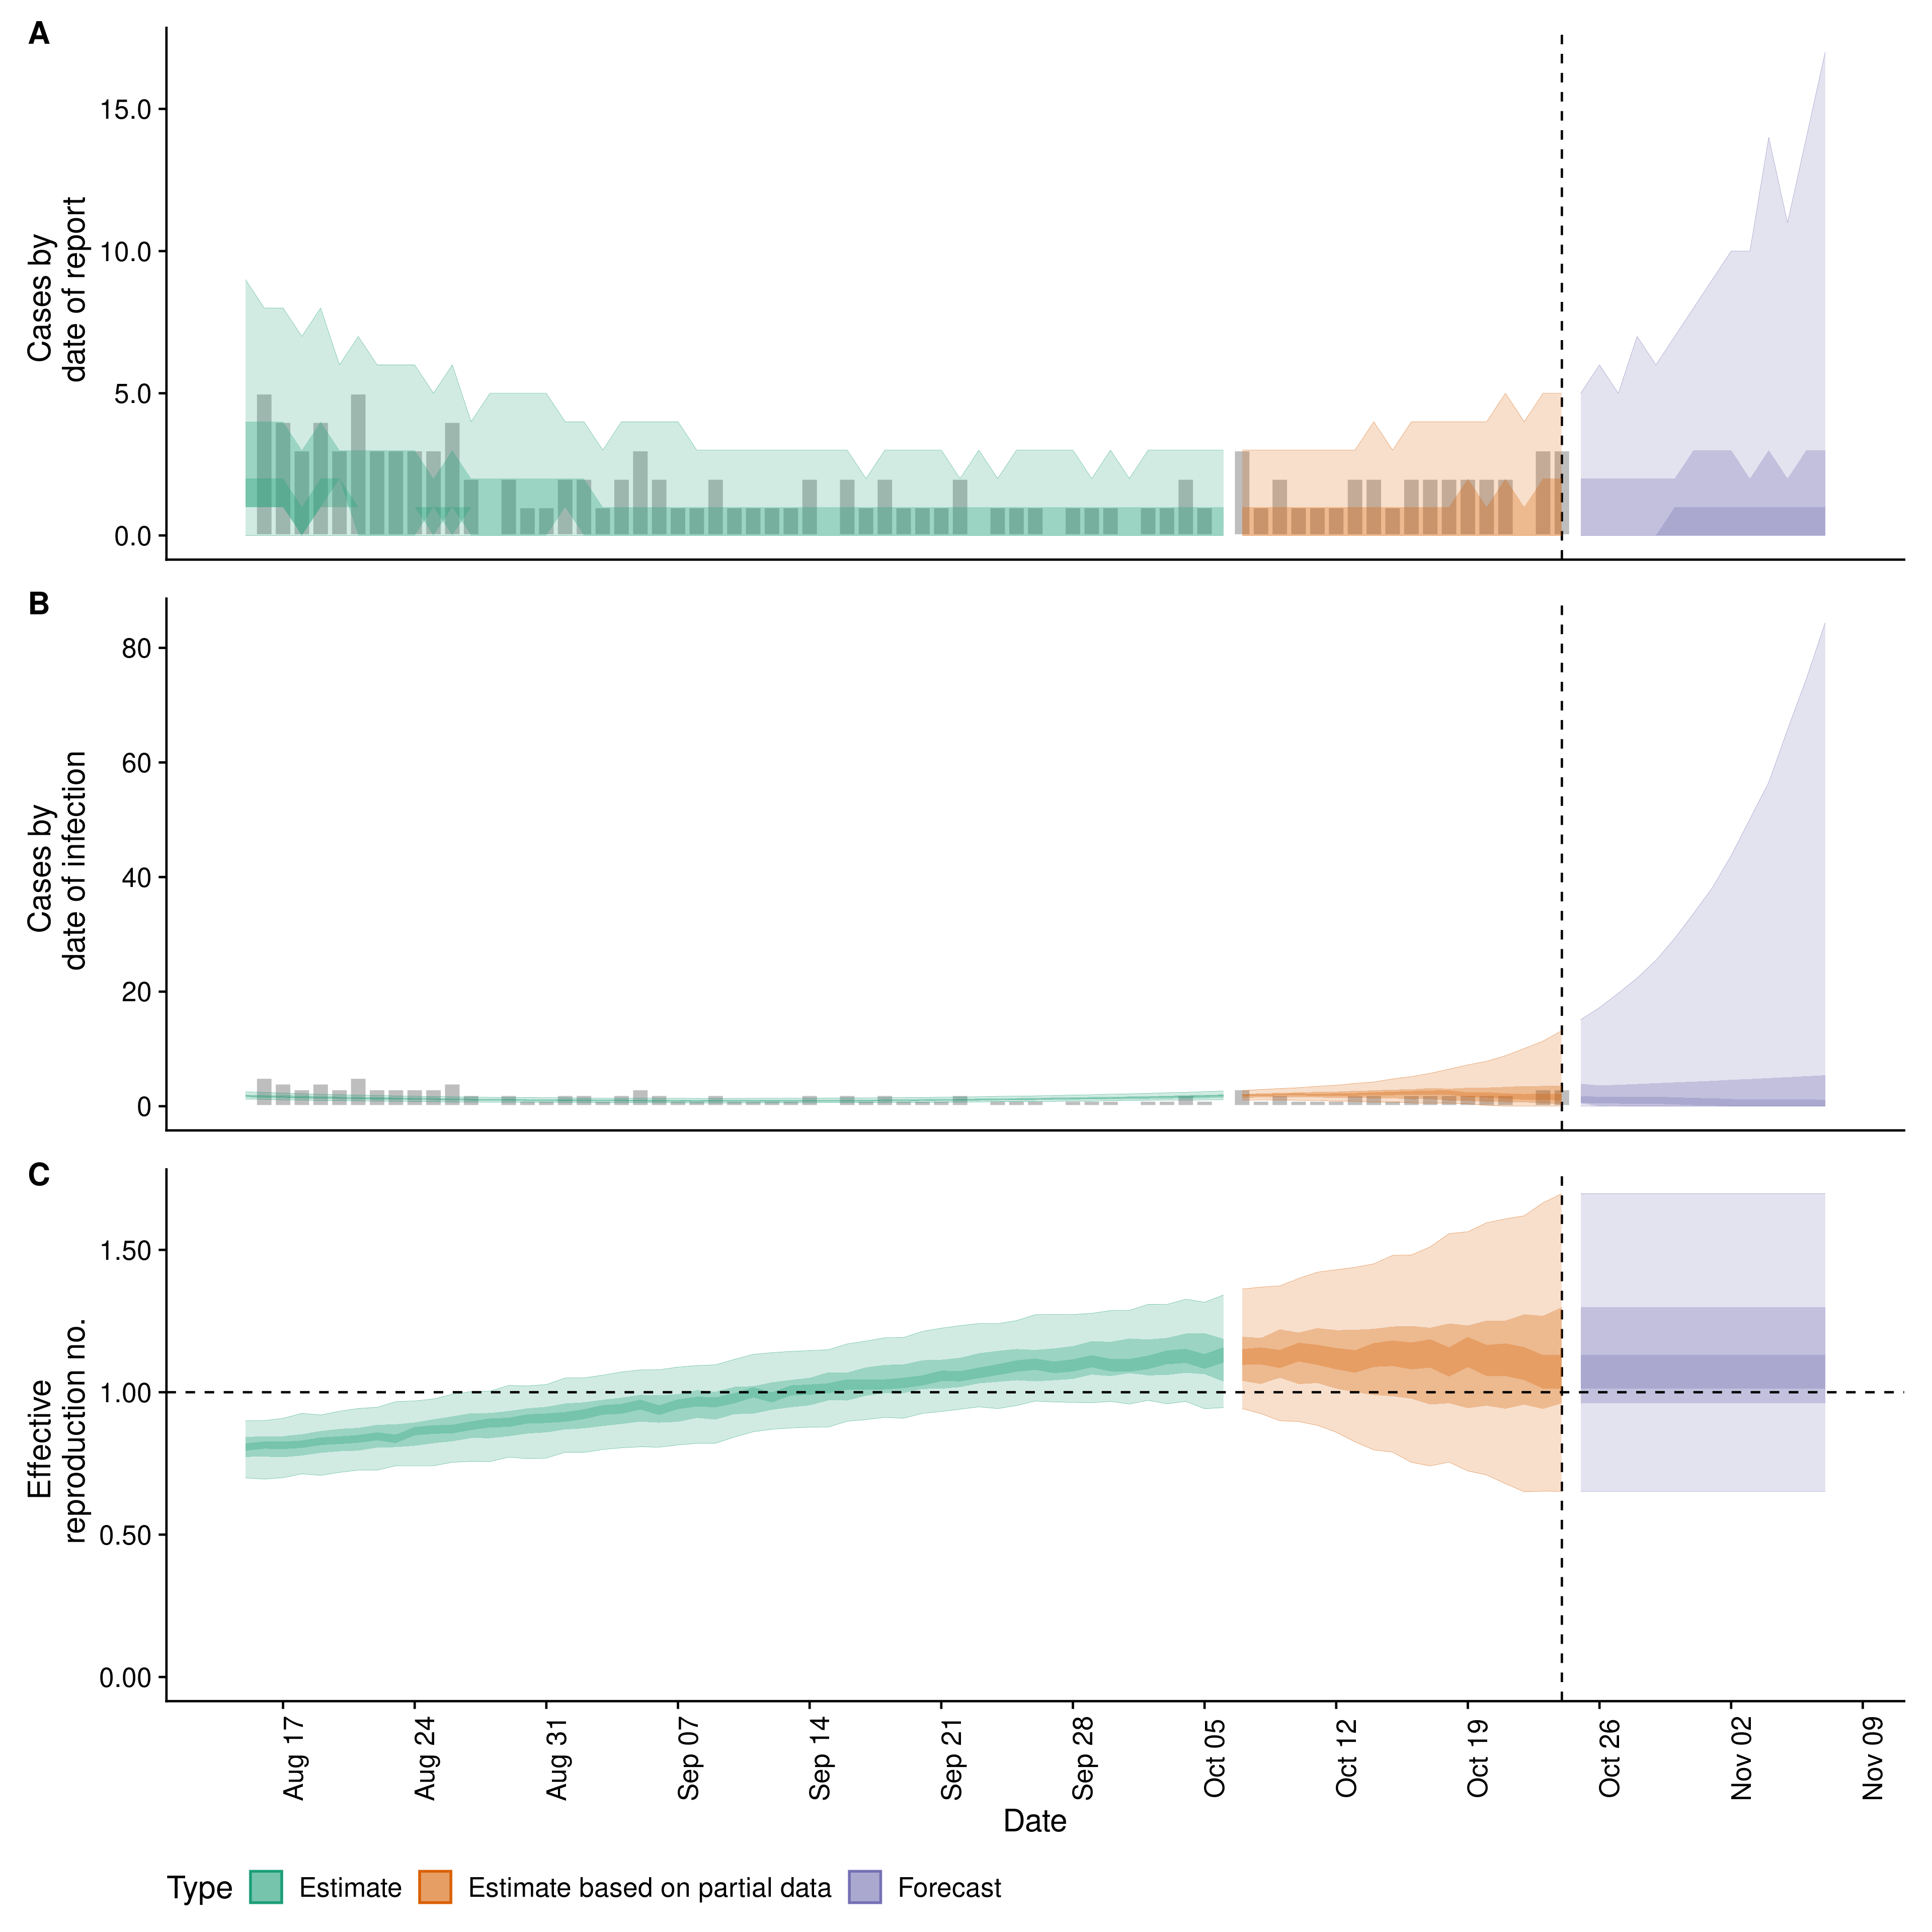 A
Cases by
date of report
15.0
10.0
5.0
0.0
B
Cases by
date of infection
80
60
40
20
0
C
Effective
reproduction no.
1.50
1.00
0.50
0.00
Aug 17
Aug 24
Aug 31
Sep 07
Sep 14
Sep 21
Sep 28
Oct 05
Oct 12
Oct 19
Oct 26
Nov 02
Nov 09
Date
Type Estimate Estimate based on partial data Forecast